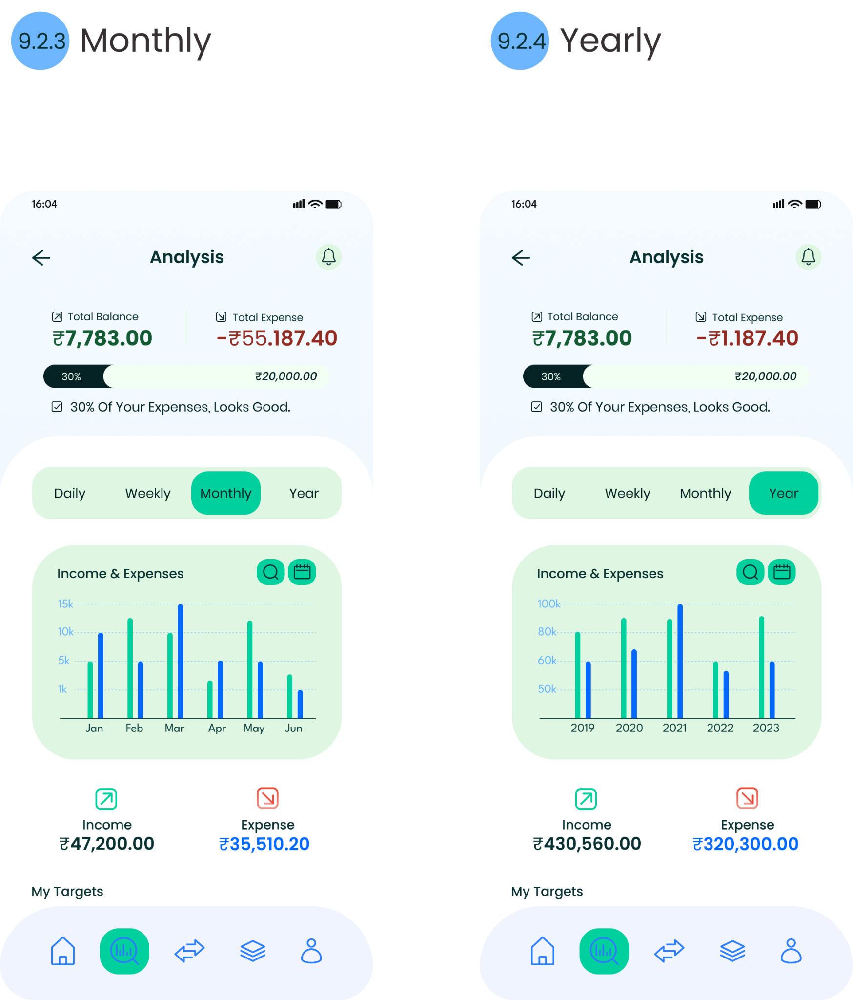 9.2.3 Monthly
16:04
Analysis
Total Balance
₹7,783.00
Total Expense
-₹55.187.40
30%
₹20,000.00
30% Of Your Expenses, Looks Good.
Daily Weekly Monthly Year
Income & Expenses
15k
10k
5k
1k
Jan Feb Mar Apr May Jun
Income
₹47,200.00
Expense
₹35,510.20
My Targets
9.2.4 Yearly
16:04
Analysis
Total Balance
₹7,783.00
Total Expense
-₹1.187.40
30%
₹20,000.00
30% Of Your Expenses, Looks Good.
Daily Weekly Monthly Year
Income & Expenses
100k
80k
60k
50k
2019 2020 2021 2022 2023
Income
₹430,560.00
Expense
₹320,300.00
My Targets